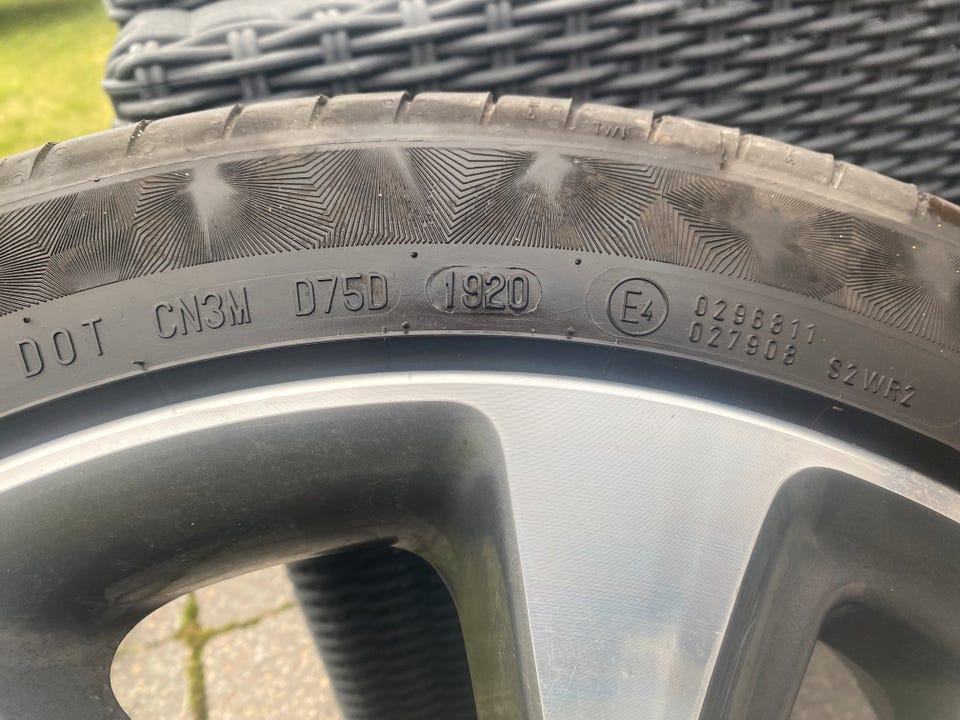 TWI
DOT CN3M D75D 1920 E4 0296811
027908 S2WR2